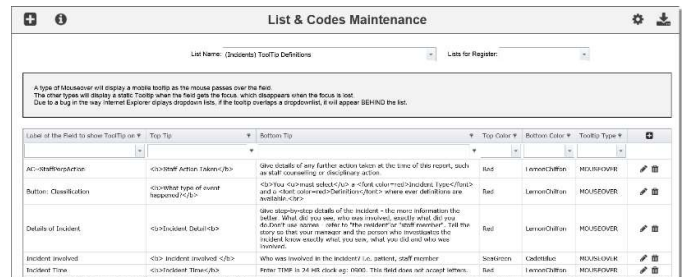 List & Codes Maintenance
List Name: (Incidents) ToolTip Definitions
Lists for Register:
A type of Mouseover will display a mobile tooltip as the mouse passes over the field.
The other types will display a static Tooltip when the field gets the focus, which disappears when the focus is lost.
Due to a bug in the way Internet Explorer diplays dropdown lists, if the tooltip overlaps a dropdownlist, it will appear BEHIND the list.
Label of the Field to show ToolTip on Top Tip Bottom Tip Top Color Bottom Color Tooltip Type
AC-StaffPerpAction <b>Staff Action Taken</b> Give details of any further action taken at the time of this report, such Red LemonChiffon MOUSEOVER
as staff counselling or disciplinary action.
Button: Classification <b>What type of event <b>You <u>must select</u> a <font color=red>Incident Type</font> Red LemonChiffon MOUSEOVER
happened?</b> and a <font color=red>Definition</font> where ever definitions are
available.<br>
Details of Incident <b>Incident Detail<b> Give step-by-step details of the incident - the more information the Red LemonChiffon MOUSEOVER
better. What did you see, who was involved, exactly what did you
do.Don't use names - refer to "the resident"or "staff member". Tell the
story so that your manager and the person who investigates the
incident know exactly what you saw, what you did and who was
involved.
Incident Involved <b> Incident Involved </b> Who was involved in the Incident? i.e. patient, staff member SeaGreen CadetBlue MOUSEOVER
Incident Time <b>Incident Time</b> Enter TIME in 24 HR clock eg: 0900. This field does not accept letters. Red LemonChiffon MOUSEOVER